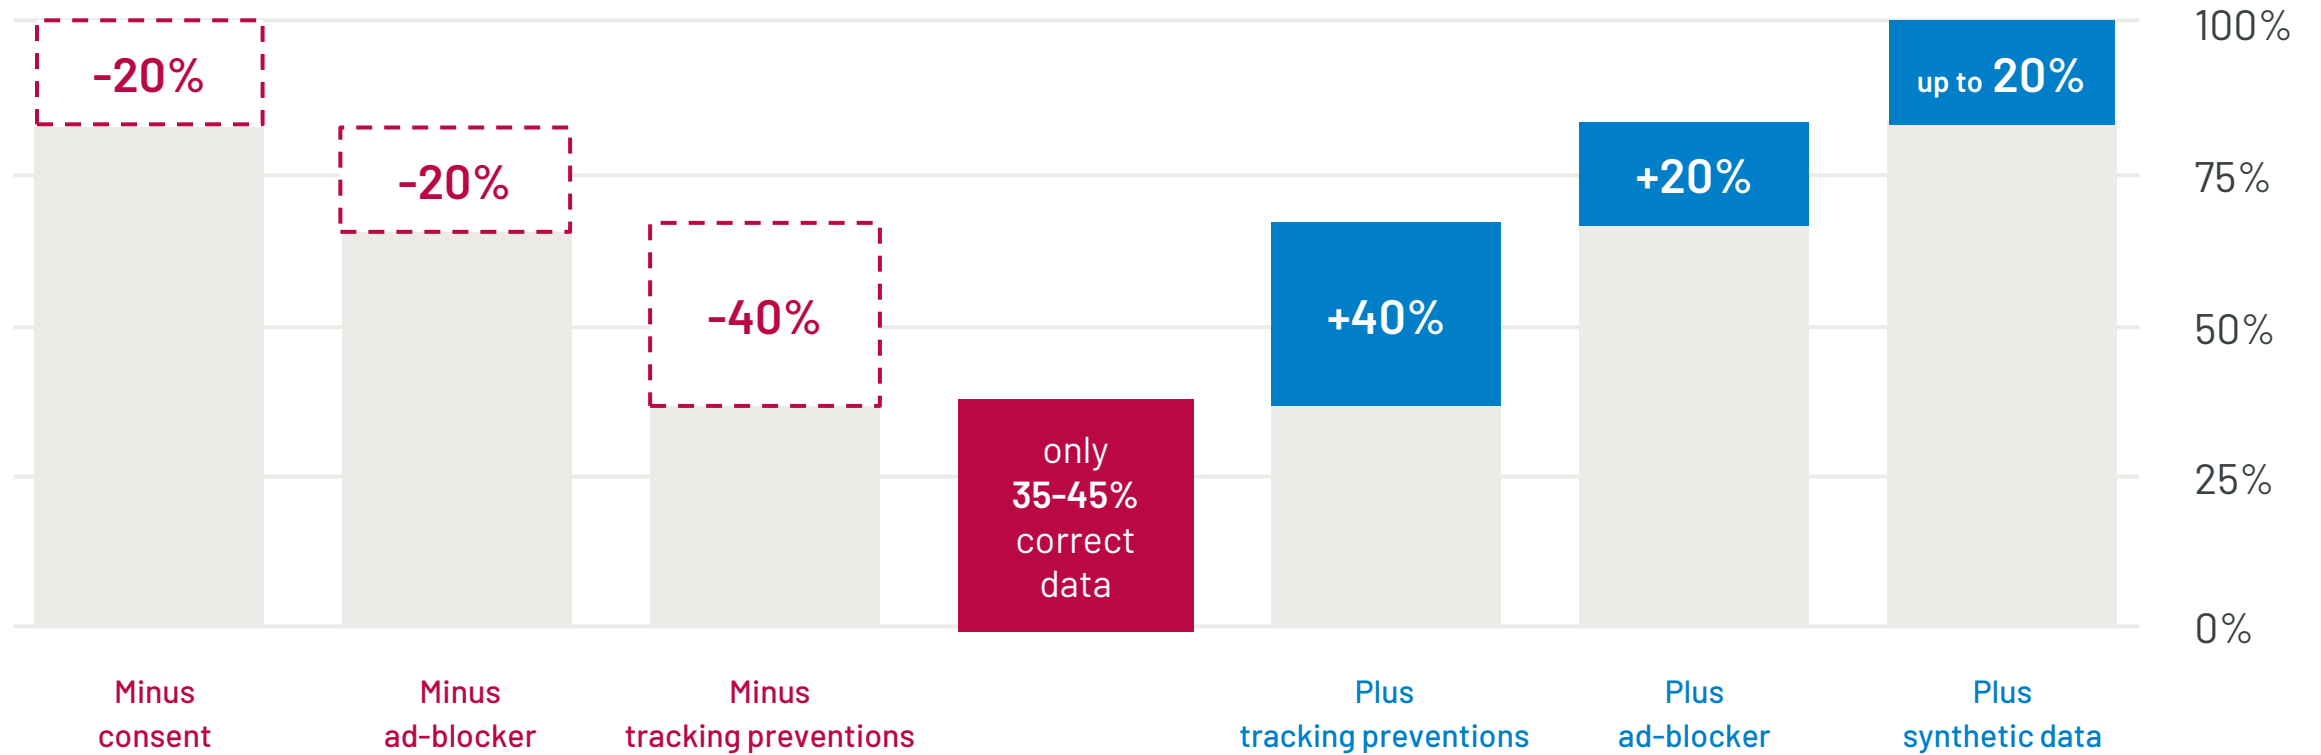 -20%
-20%
-40%
only
35-45%
correct
data
+40%
+20%
up to 20%
100%
75%
50%
25%
0%
Minus
consent
Minus
ad-blocker
Minus
tracking preventions
Plus
tracking preventions
Plus
ad-blocker
Plus
synthetic data